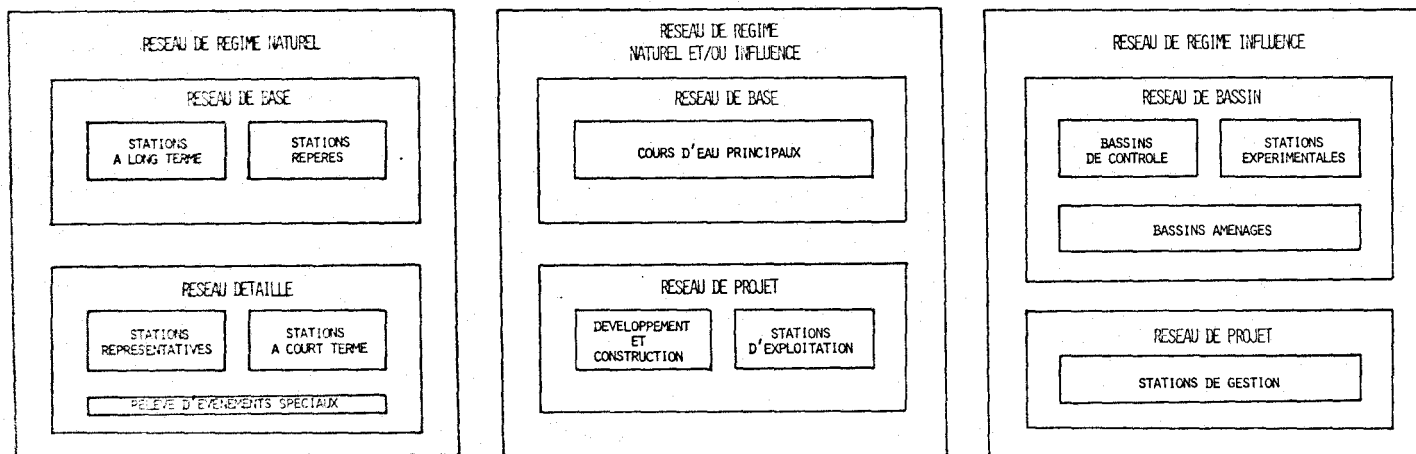 RESEAU DE REGIME NATUREL
RESEAU DE BASE
STATIONS
A LONG TERME
STATIONS
REPERES
RESEAU DETAILLE
STATIONS
REPRESENTATIVES
STATIONS
A COURT TERME
RELEVE D'EVENEMENTS SPECIAUX
RESEAU DE REGIME
NATUREL ET/OU INFLUENCE
RESEAU DE BASE
COURS D'EAU PRINCIPAUX
RESEAU DE PROJET
DEVELOPPEMENT
ET
CONSTRUCTION
STATIONS
D'EXPLOITATION
RESEAU DE REGIME INFLUENCE
RESEAU DE BASSIN
BASSINS
DE CONTROLE
STATIONS
EXPERIMENTALES
BASSINS AMENAGES
RESEAU DE PROJET
STATIONS DE GESTION